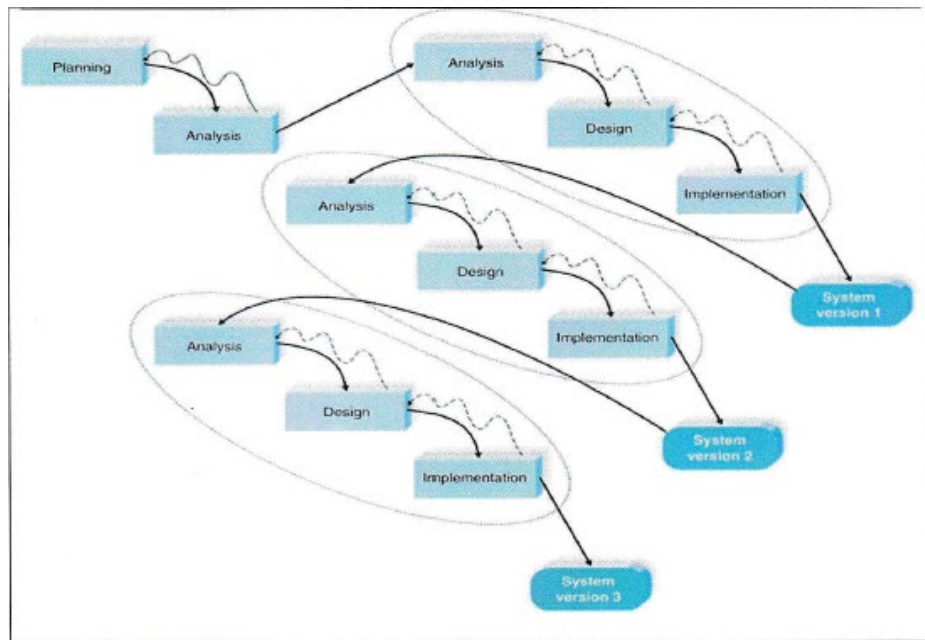 Planning
Analysis
Analysis
Design
Implementation
System
version 1
Analysis
Design
Implementation
System
version 2
Analysis
Design
Implementation
System
version 3